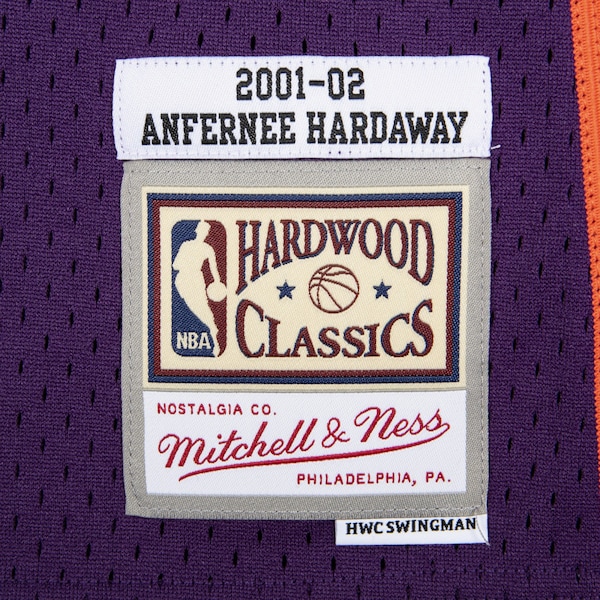 2001-02
ANFERNEE HARDAWAY
HARDWOOD
CLASSICS
NBA
NOSTALGIA CO.
Mitchell & Ness
PHILADELPHIA, PA.
HWC SWINGMAN